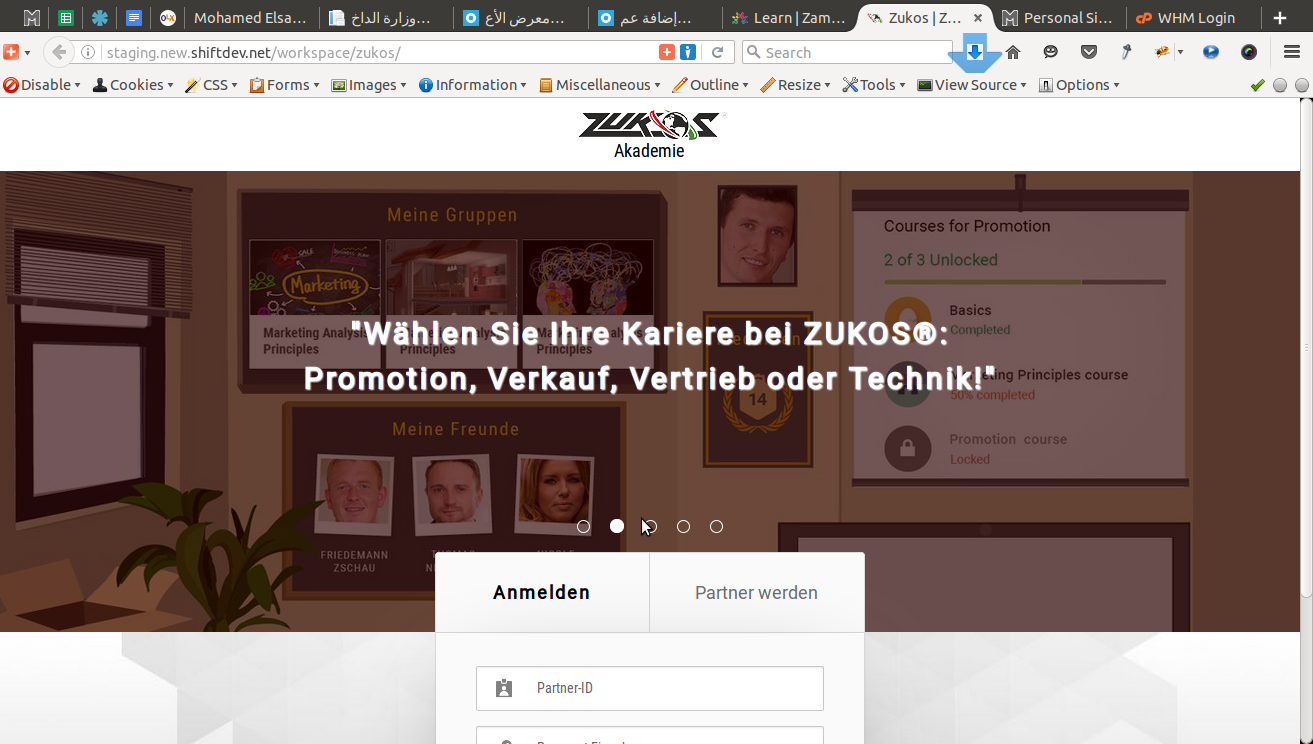 Mohamed Elsa...
وزارة الداخ...
معرض الأع...
إضافة عم...
Learn | Zam...
Zukos | Z...
Personal Si...
WHM Login
staging.new.shiftdev.net/workspace/zukos/
Search
Disable
Cookies
CSS
Forms
Images
Information
Miscellaneous
Outline
Resize
Tools
View Source
Options
ZUKOS
Akademie
Meine Gruppen
Marketing
Marketing Analysis
Principles
Principles
Principles
Courses for Promotion
2 of 3 Unlocked
Basics
Completed
"Wählen Sie Ihre Kariere bei ZUKOS®:
Promotion, Verkauf, Vertrieb oder Technik!"
14
Principles course
50% completed
Promotion course
Locked
Meine Freunde
FRIEDEMANN
ZSCHAU
Anmelden
Partner werden
Partner-ID